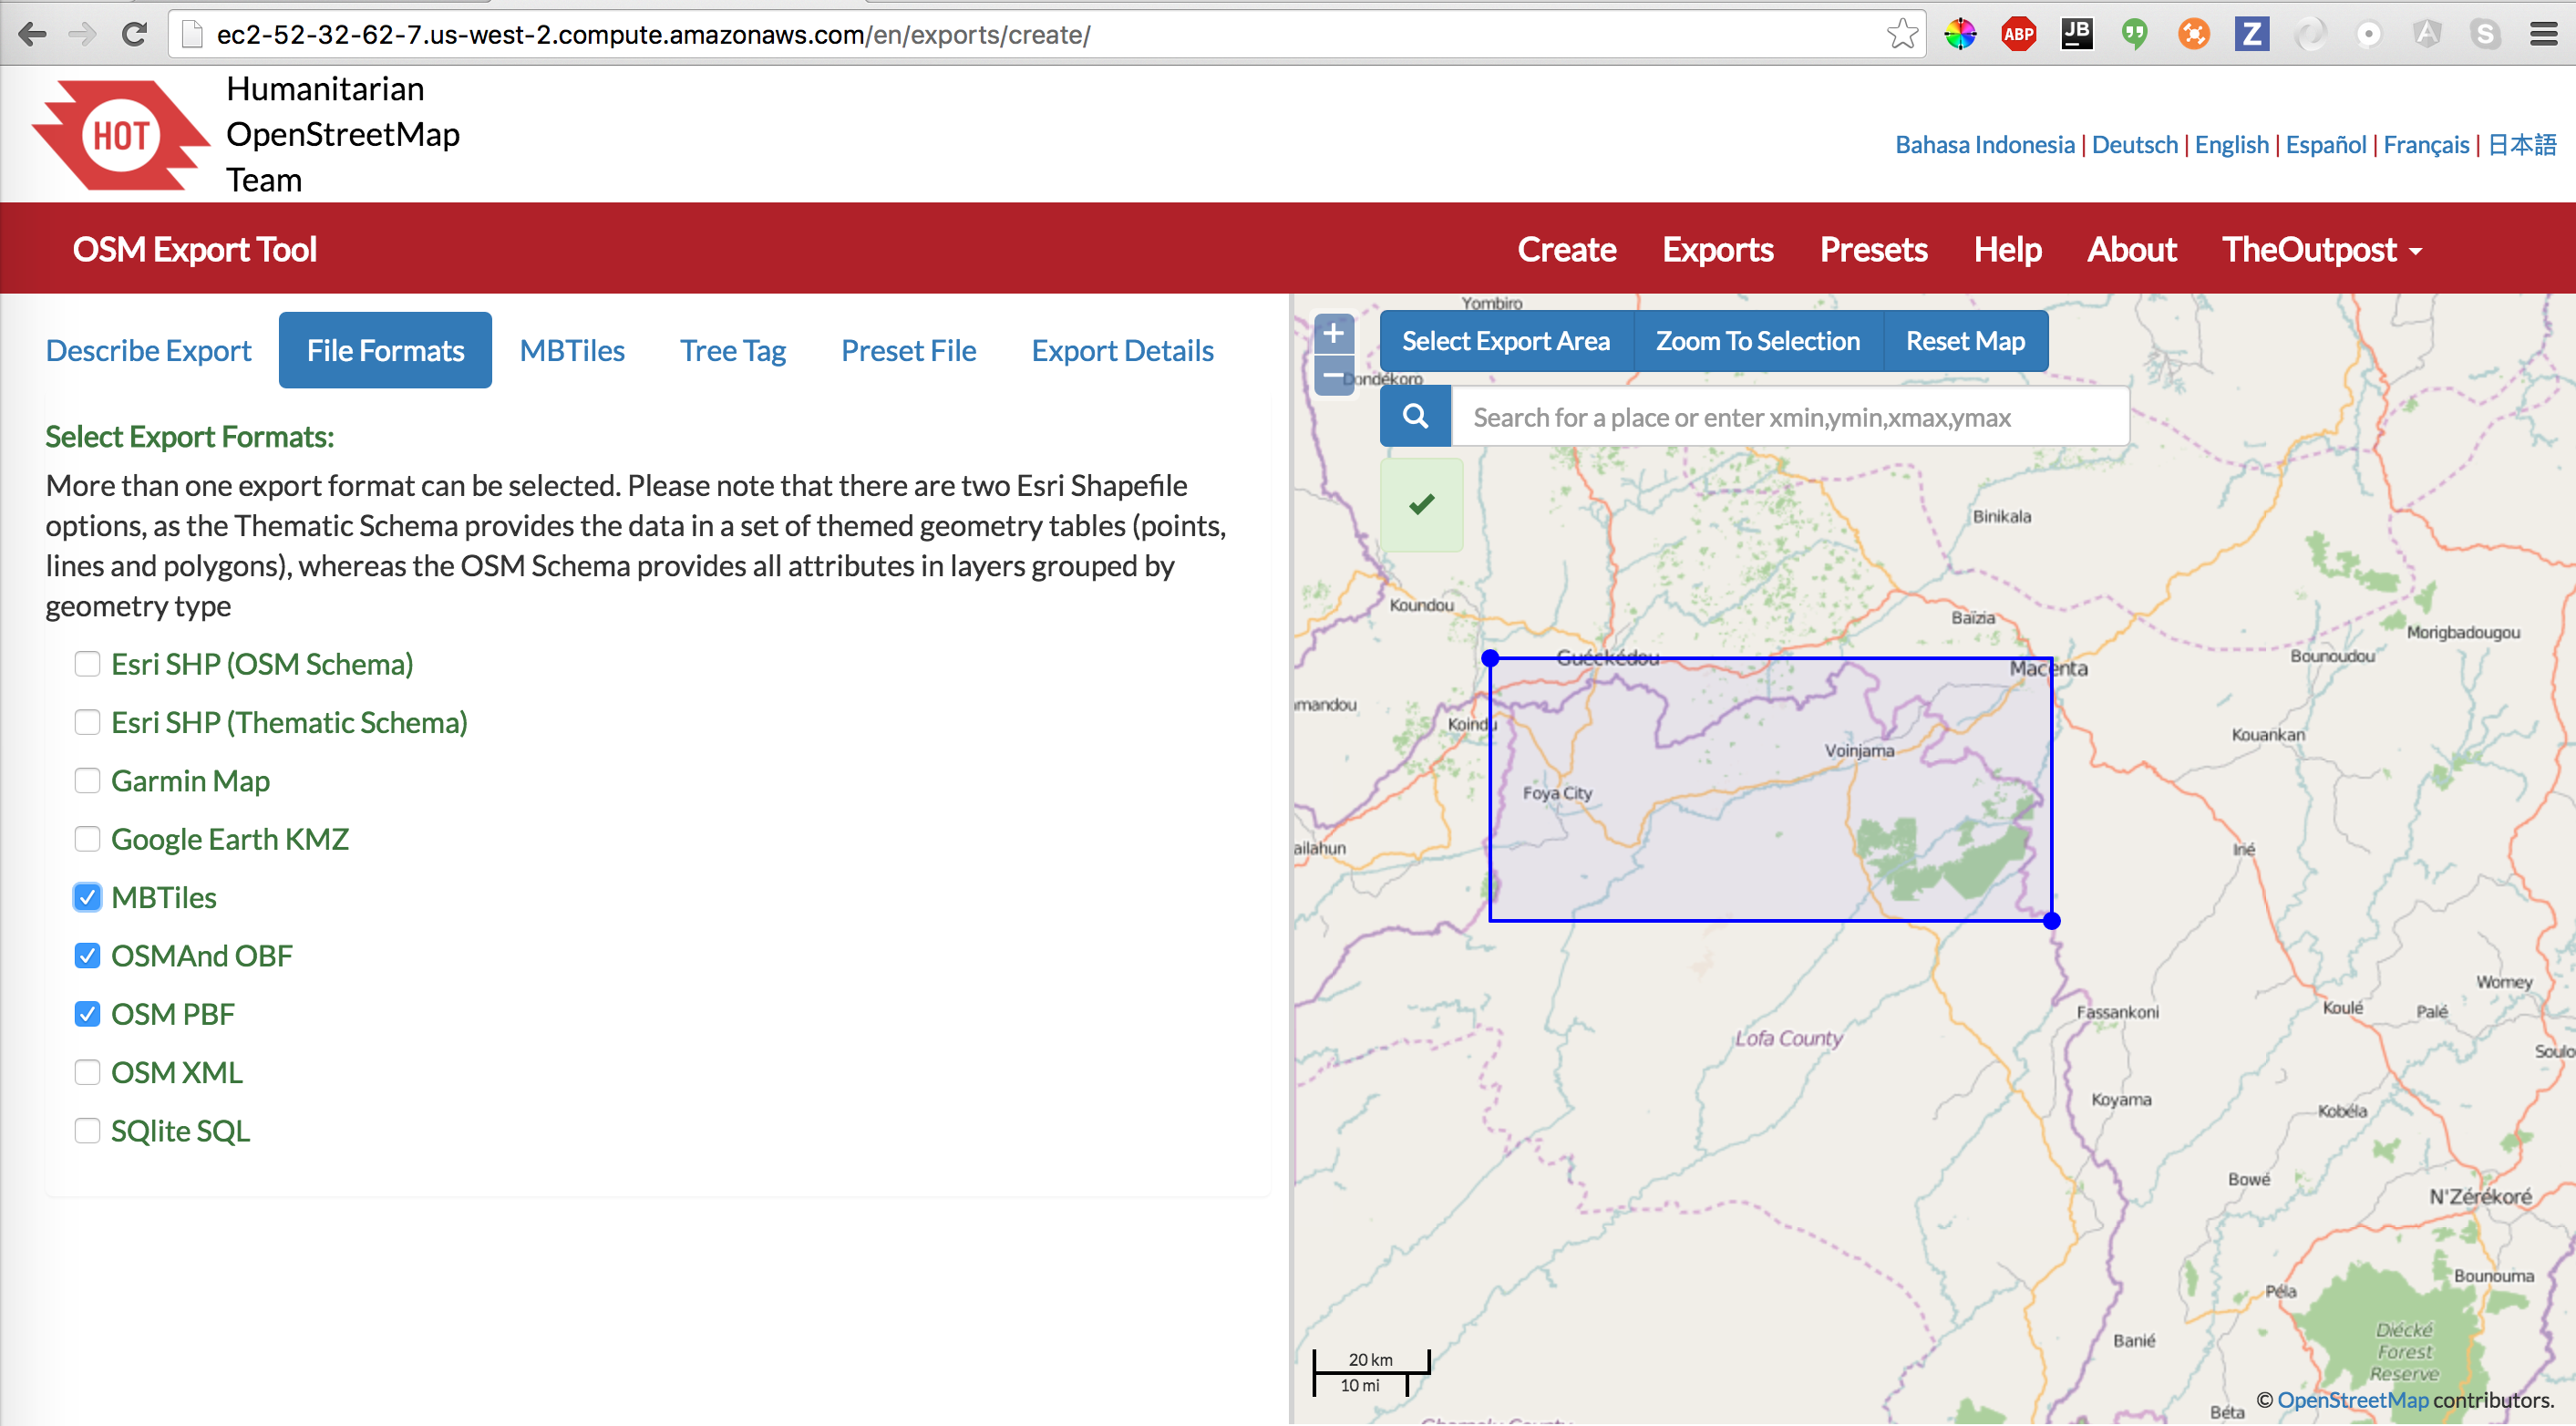 ec2-52-32-62-7.us-west-2.compute.amazonaws.com/en/exports/create/
ABP
JB
Z
A
S
HOT
Humanitarian
OpenStreetMap
Team
Bahasa Indonesia | Deutsch | English | Español | Français | 日本語
OSM Export Tool
Create
Exports
Presets
Help
About
TheOutpost
Describe Export
File Formats
MBTiles
Tree Tag
Preset File
Export Details
Select Export Formats:
More than one export format can be selected. Please note that there are two Esri Shapefile
options, as the Thematic Schema provides the data in a set of themed geometry tables (points,
lines and polygons), whereas the OSM Schema provides all attributes in layers grouped by
geometry type
Esri SHP (OSM Schema)
Esri SHP (Thematic Schema)
Garmin Map
Google Earth KMZ
MBTiles
OSMAnd OBF
OSM PBF
OSM XML
SQlite SQL
Yombiro
+
−
Select Export Area
Zoom To Selection
Reset Map
Search for a place or enter xmin,ymin,xmax,ymax
Binikala
Koundou
Baïzia
Morigbadougou
Guéckédou
Bounoudou
Macenta
mandou
Koindu
Kouankan
Voinjama
Foya City
ailahun
Irié
Womey
Koulé
Palé
Fassankoni
Lofa County
Soulo
Koyama
Kobéla
Bowé
N'Zérékoré
Bounouma
Péla
Diécké
Forest
Reserve
Banié
20 km
10 mi
© OpenStreetMap contributors.
Béta